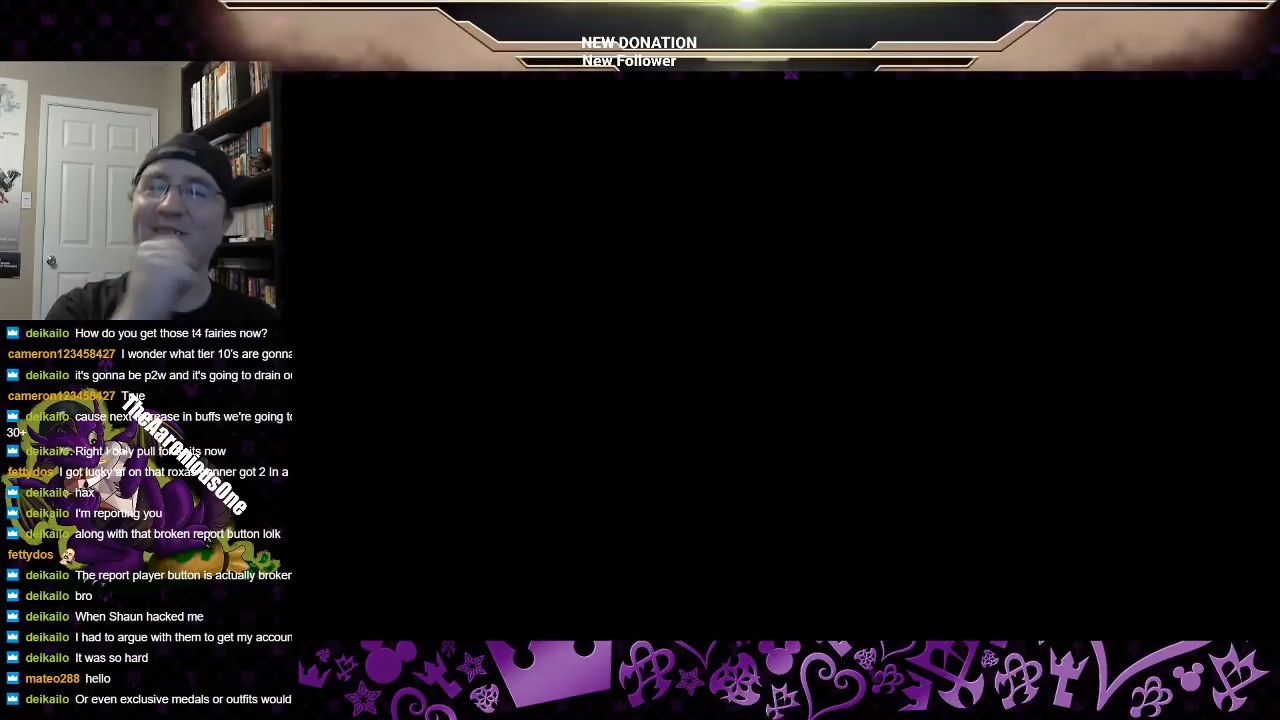 NEW DONATION
New Follower
deikailo How do you get those t4 fairies now?
cameron123458427 I wonder what tier 10's are gonna
deikailo it's gonna be p2w and it's going to drain
cameron123458427 True
deikailo cause next increase in buffs we're going to
30+
deikailo Right I only pull for now
fettydos I got lucky af on that roxas banner got 2 In a
deikailo hax
deikailo I'm reporting you
deikailo along with that broken report button lolk
fettydos
deikailo The report player button is actually broken
deikailo bro
deikailo When Shaun hacked me
deikailo I had to argue with them to get my accoun
deikailo It was so hard
mateo288 hello
deikailo Or even exclusive medals or outfits would
TheAaromiusOne